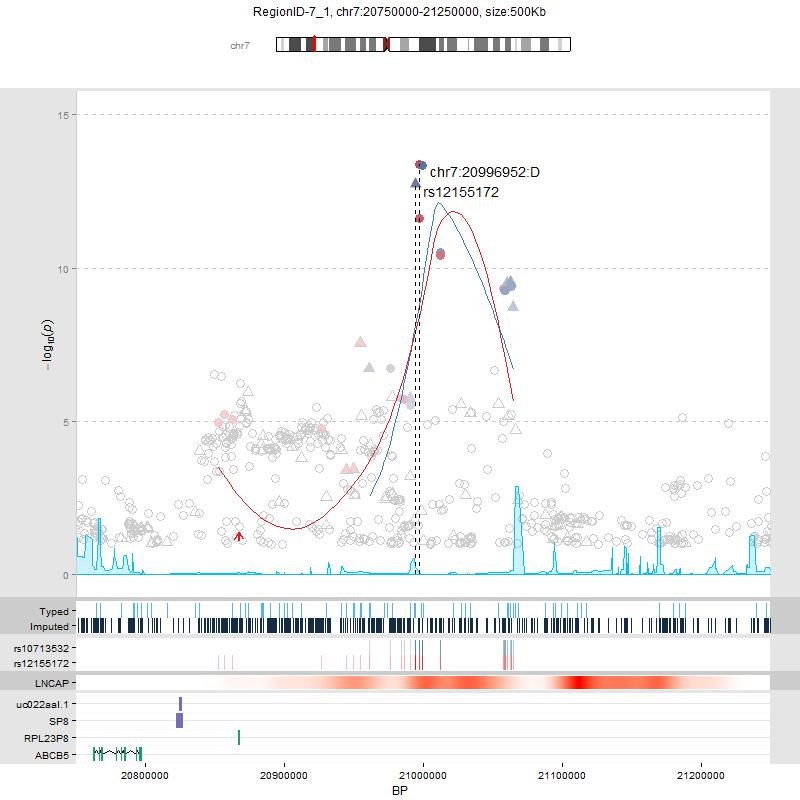 RegionID-7_1, chr7:20750000-21250000, size:500Kb
chr7
15
chr7:20996952:D
rs12155172
10
−log10(p)
5
0
Typed
Imputed
rs10713532
rs12155172
LNCAP
uc022aal.1
SP8
RPL23P8
ABCB5
20800000 20900000 21000000 21100000 21200000
BP